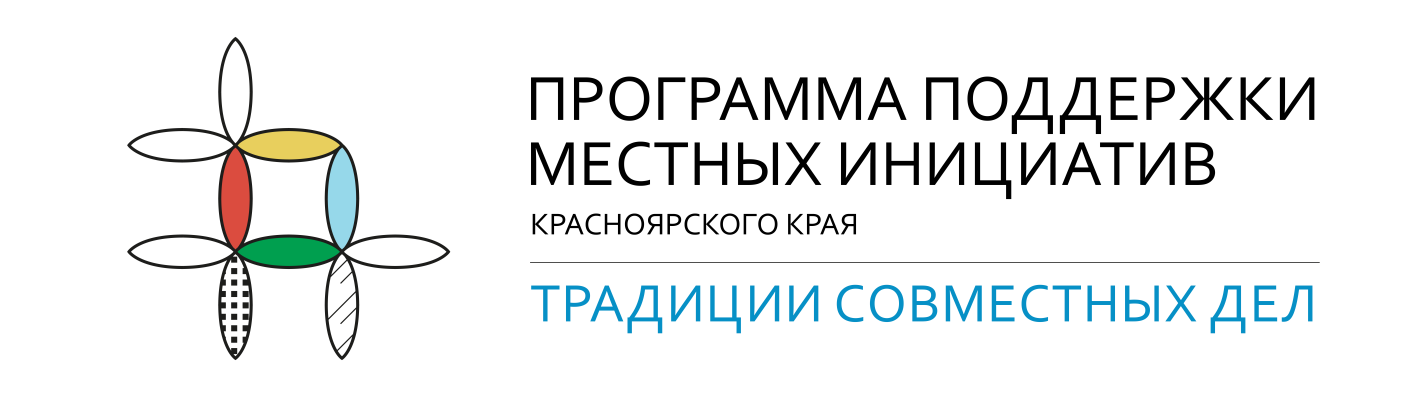 ПРОГРАММА ПОДДЕРЖКИ
МЕСТНЫХ ИНИЦИАТИВ
КРАСНОЯРСКОГО КРАЯ
ТРАДИЦИИ СОВМЕСТНЫХ ДЕЛ